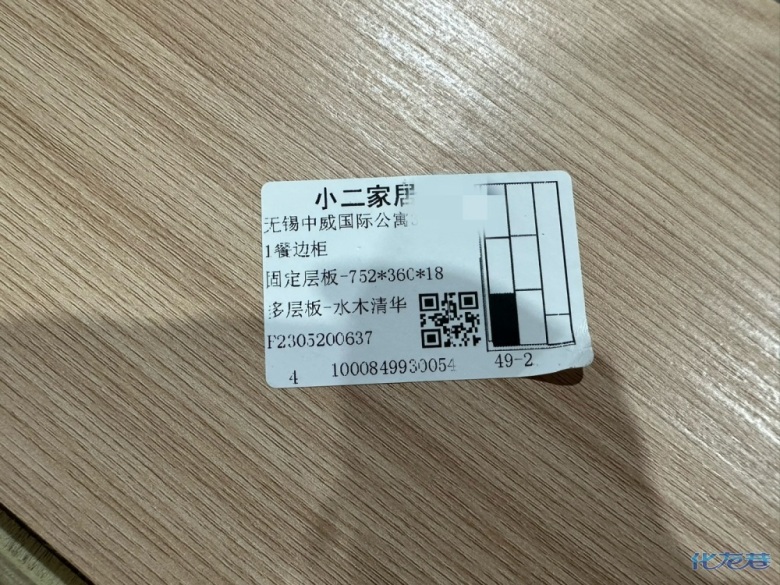 小二家居
无锡中威国际公寓
1餐边柜
固定层板-752*360*18
多层板-水木清华
F2305200637
4
1000849930054
49-2
化龙巷